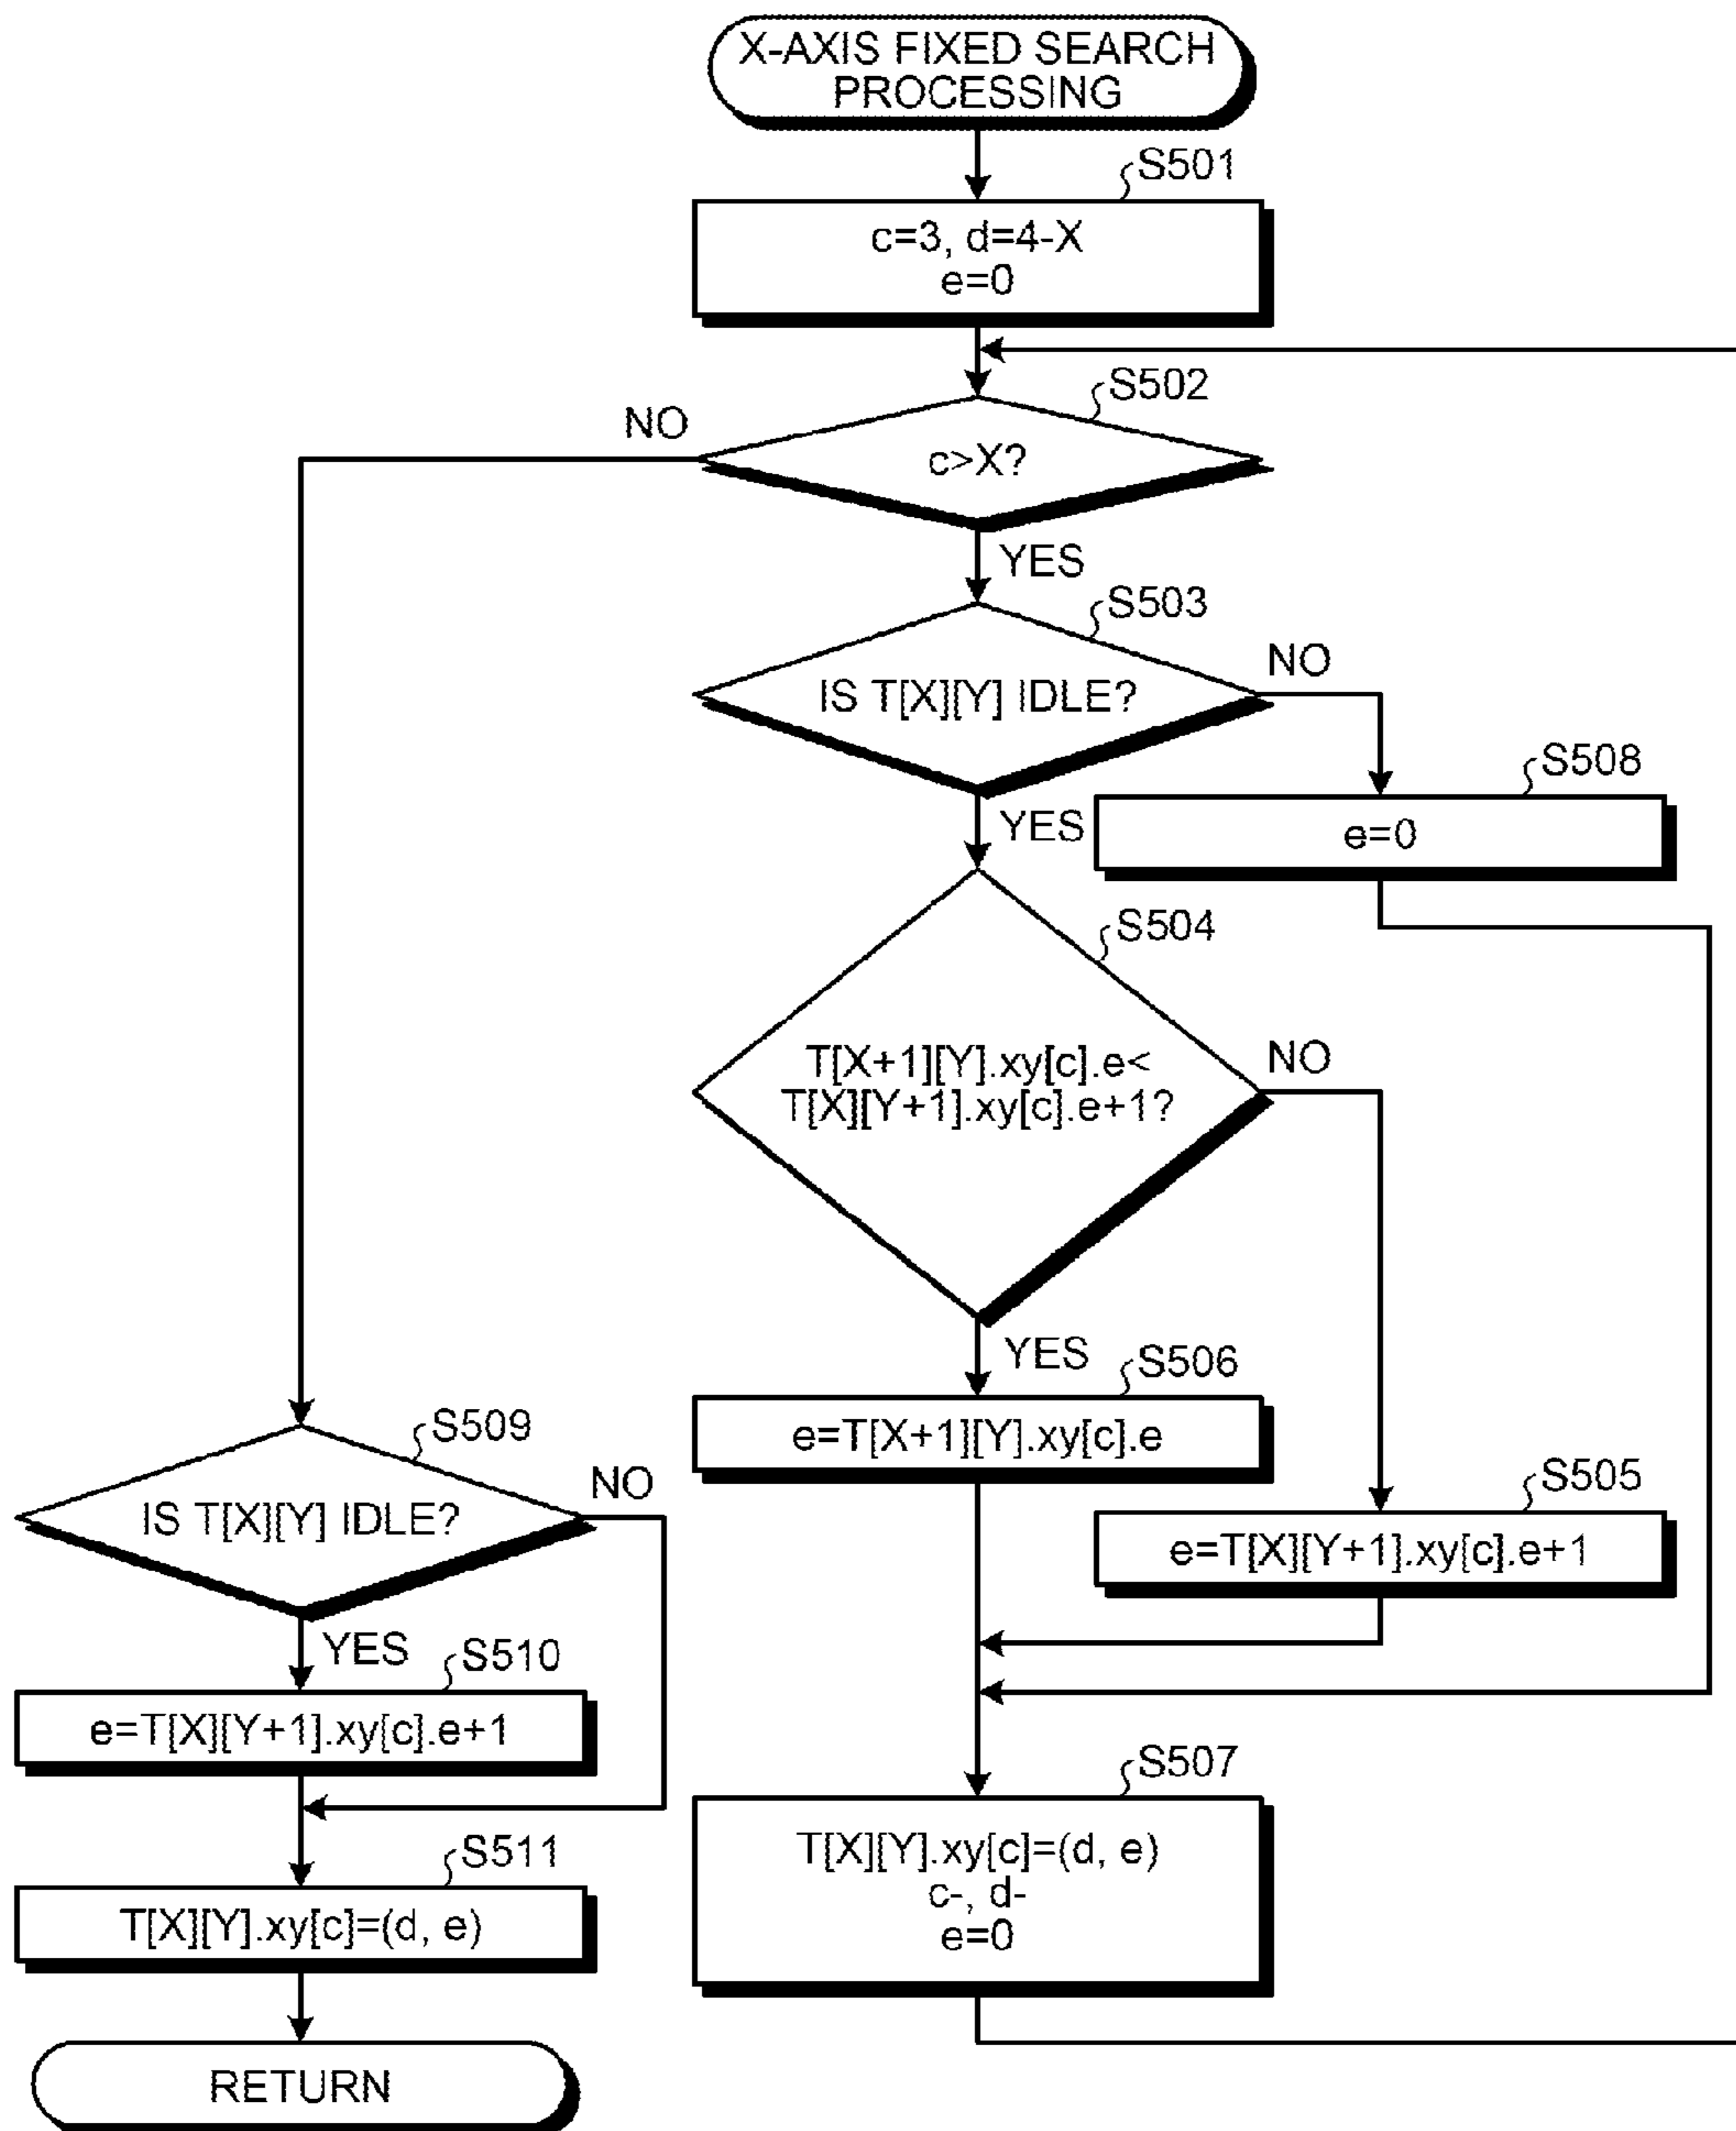 X-AXIS FIXED SEARCH
PROCESSING
S501
c=3, d=4-X
e=0
S502
c>X?
NO
YES
S503
IS T[X][Y] IDLE?
NO
YES
S508
e=0
S504
T[X+1][Y].xy[c].e<
T[X][Y+1].xy[c].e+1?
NO
YES
S506
e=T[X+1][Y].xy[c].e
S505
e=T[X][Y+1].xy[c].e+1
S509
IS T[X][Y] IDLE?
NO
YES
S510
e=T[X][Y+1].xy[c].e+1
S507
T[X][Y].xy[c]=(d, e)
c-, d-
e=0
S511
T[X][Y].xy[c]=(d, e)
RETURN